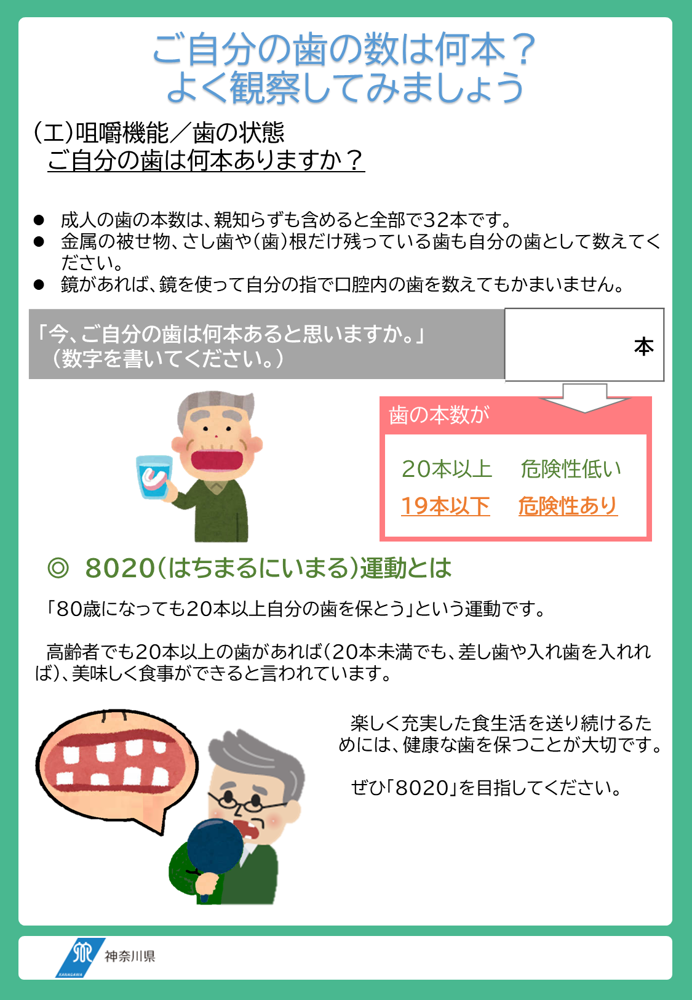 ご自分の歯の数は何本？
よく観察してみましょう
（エ）咀嚼機能／歯の状態
ご自分の歯は何本ありますか？
● 成人の歯の本数は、親知らずも含めると全部で32本です。
● 金属の被せ物、さし歯や（歯）根だけ残っている歯も自分の歯として数えてく
ださい。
● 鏡があれば、鏡を使って自分の指で口腔内の歯を数えてもかまいません。
「今、ご自分の歯は何本あると思いますか。」
（数字を書いてください。）
本
歯の本数が
20本以上 危険性低い
19本以下 危険性あり
◎ 8020（はちまるにいまる）運動とは
「80歳になっても20本以上自分の歯を保とう」という運動です。
高齢者でも20本以上の歯があれば（20本未満でも、差し歯や入れ歯を入れれ
ば）、美味しく食事ができると言われています。
楽しく充実した食生活を送り続けるた
めには、健康な歯を保つことが大切です。
ぜひ「8020」を目指してください。
KANAGAWA
神奈川県